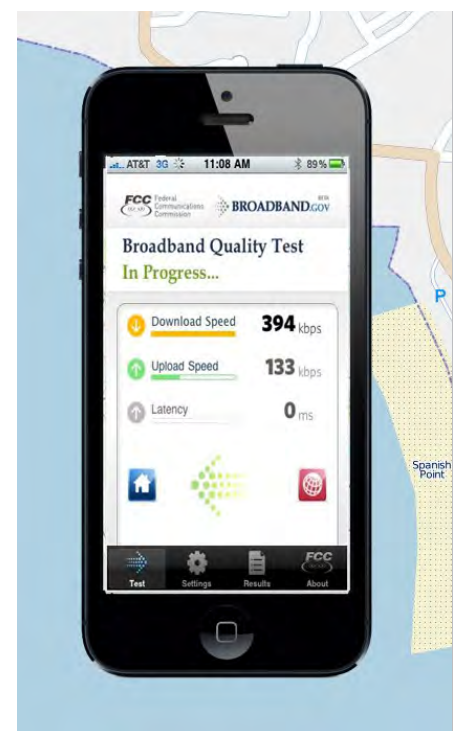 AT&T 3G 11:08 AM 89%
FCC Federal Communications Commission BROADBAND.GOV BETA
Broadband Quality Test
In Progress...
Download Speed 394 kbps
Upload Speed 133 kbps
Latency 0 ms
P
Spanish
Point
Test Settings Results FCC About